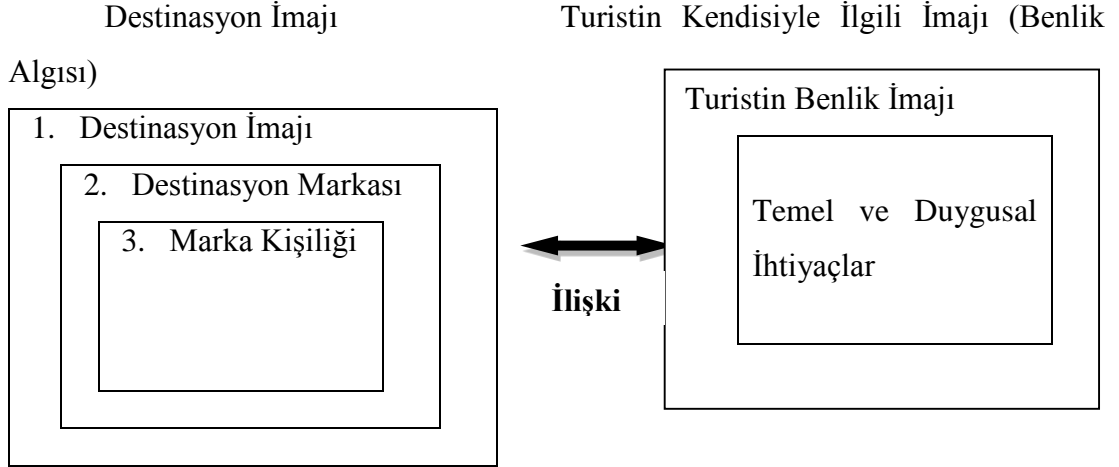 Destinasyon İmajı Turistin Kendisiyle İlgili İmajı (Benlik
Algısı)
1. Destinasyon İmajı
2. Destinasyon Markası
3. Marka Kişiliği
İlişki
Turistin Benlik İmajı
Temel ve Duygusal
İhtiyaçlar